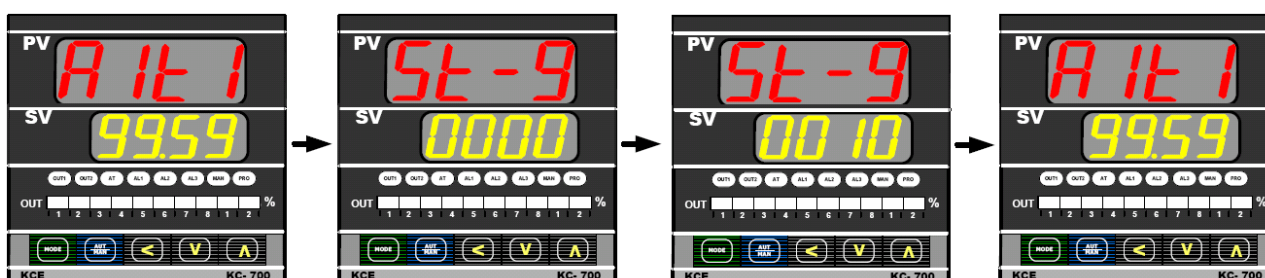 PV A1t1
SV 99.59
OUT1 OUT2 AT AL1 AL2 AL3 MAN PRO
OUT %
1 2 3 4 5 6 7 8 1 2
MODE AUT MAN < V Λ
KCE KC-700
PV St-9
SV 0000
OUT1 OUT2 AT AL1 AL2 AL3 MAN PRO
OUT %
1 2 3 4 5 6 7 8 1 2
MODE AUT MAN < V Λ
KCE KC-700
PV St-9
SV 0010
OUT1 OUT2 AT AL1 AL2 AL3 MAN PRO
OUT %
1 2 3 4 5 6 7 8 1 2
MODE AUT MAN < V Λ
KCE KC-700
PV A1t1
SV 99.59
OUT1 OUT2 AT AL1 AL2 AL3 MAN PRO
OUT %
1 2 3 4 5 6 7 8 1 2
MODE AUT MAN < V Λ
KCE KC-700